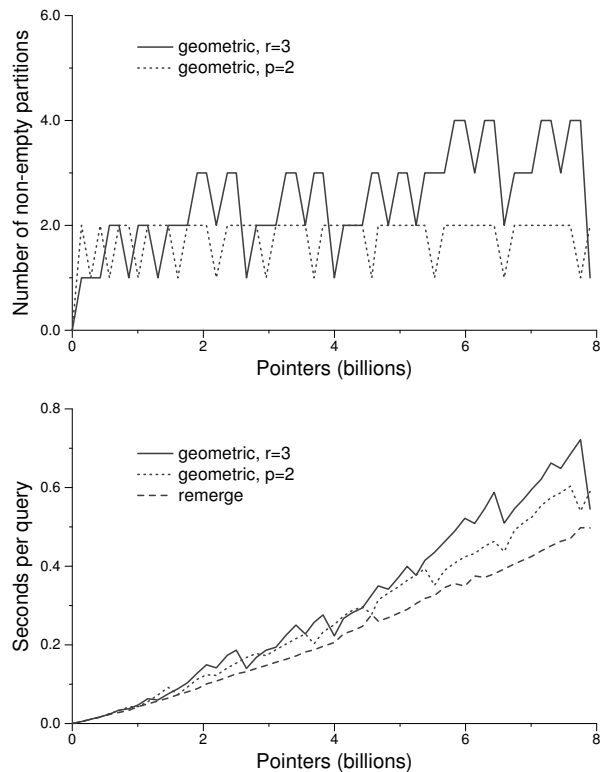 6.0
geometric, r=3
geometric, p=2
4.0
2.0
0.0
Number of non-empty partitions
0 2 4 6 8
Pointers (billions)
0.8
geometric, r=3
geometric, p=2
remerge
0.6
0.4
0.2
0.0
Seconds per query
0 2 4 6 8
Pointers (billions)